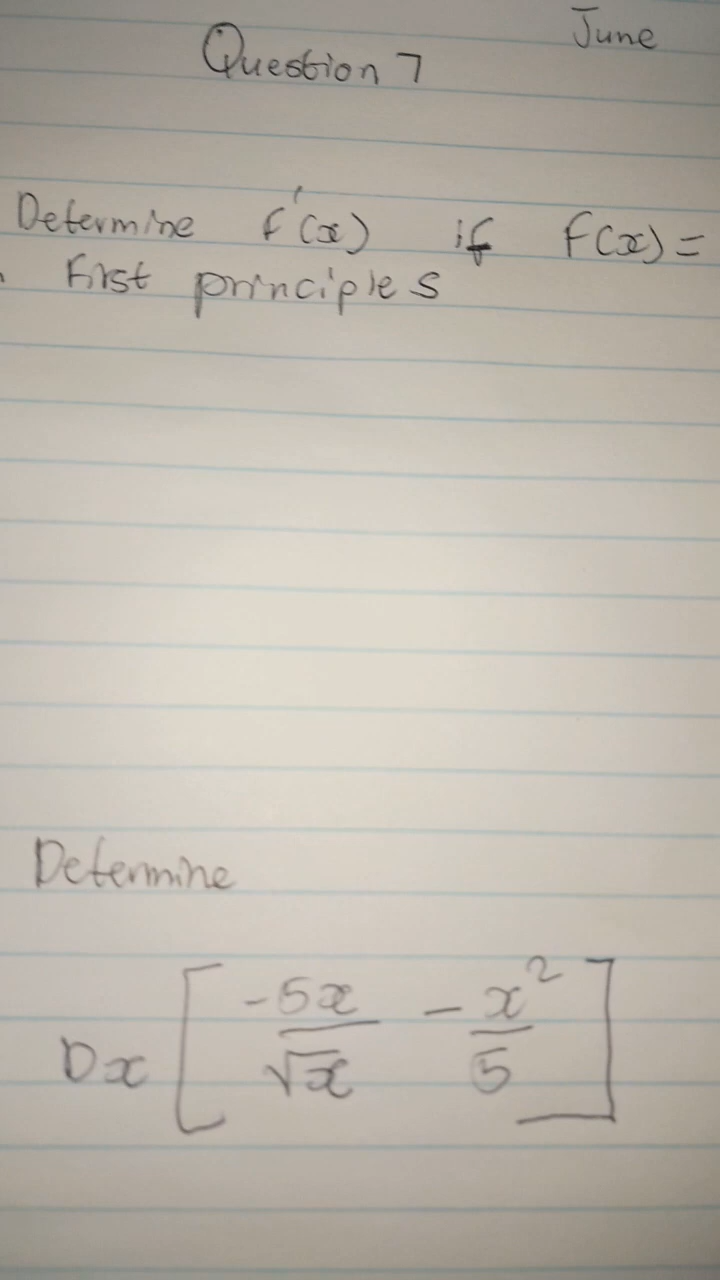 June
Question 7
Determine f'(x) if f(x) =
First principles
Determine
Dx [ -5x/√x - x²/5 ]